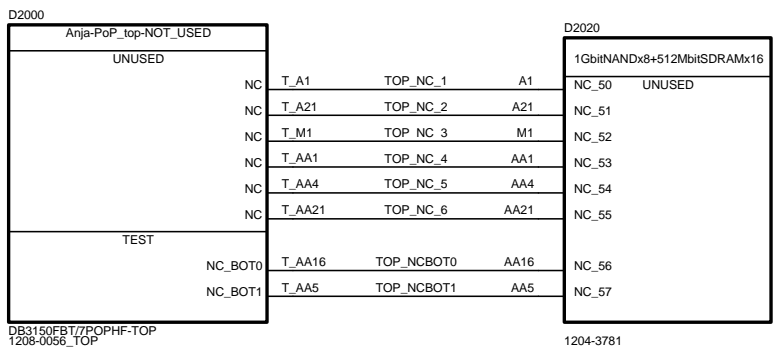 D2000
D2020
Anja-PoP_top-NOT_USED
UNUSED
1GbitNANDx8+512MbitSDRAMx16
UNUSED
NC T_A1 TOP_NC_1 A1 NC_50
NC T_A21 TOP_NC_2 A21 NC_51
NC T_M1 TOP_NC_3 M1 NC_52
NC T_AA1 TOP_NC_4 AA1 NC_53
NC T_AA4 TOP_NC_5 AA4 NC_54
NC T_AA21 TOP_NC_6 AA21 NC_55
TEST
NC_BOT0 T_AA16 TOP_NCBOT0 AA16 NC_56
NC_BOT1 T_AA5 TOP_NCBOT1 AA5 NC_57
DB3150FBT/7POPHF-TOP
1208-0056_TOP
1204-3781